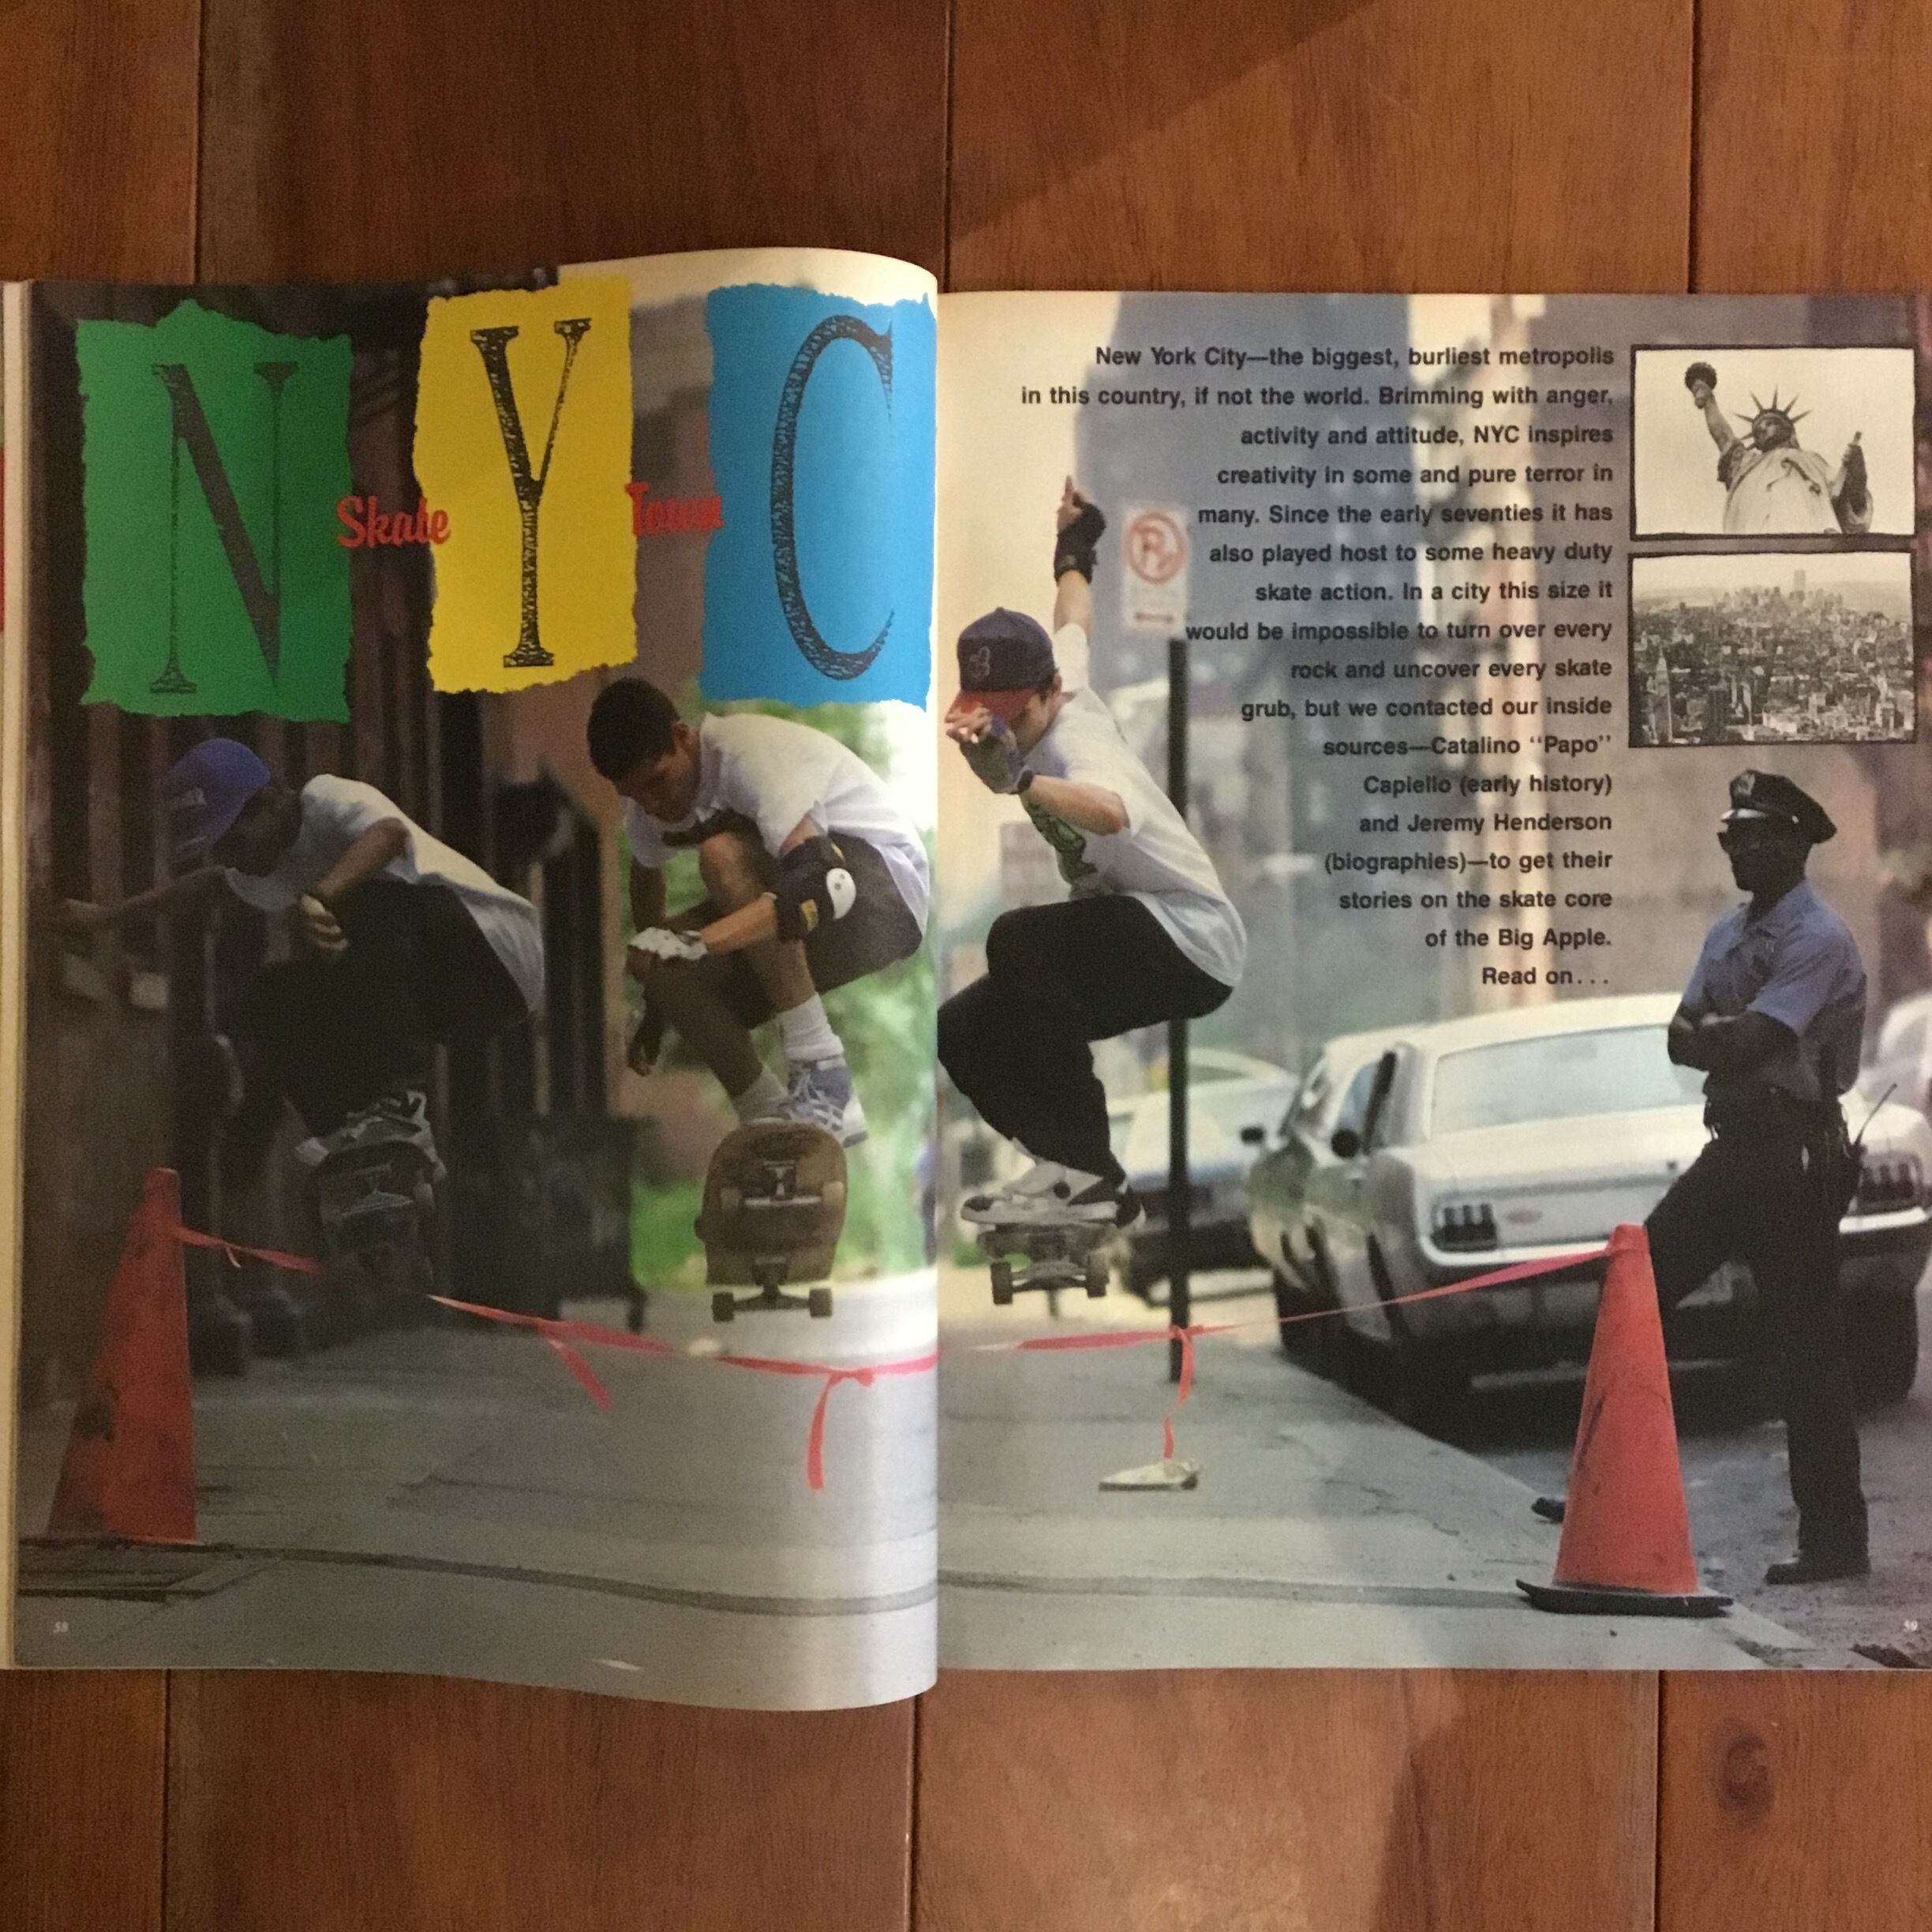 N Y C
Skate Town
New York City—the biggest, burliest metropolis
in this country, if not the world. Brimming with anger,
activity and attitude, NYC inspires
creativity in some and pure terror in
many. Since the early seventies it has
also played host to some heavy duty
skate action. In a city this size it
would be impossible to turn over every
rock and uncover every skate
grub, but we contacted our inside
sources—Catalino “Papo”
Capiello (early history)
and Jeremy Henderson
(biographies)—to get their
stories on the skate core
of the Big Apple.
Read on...
58
59